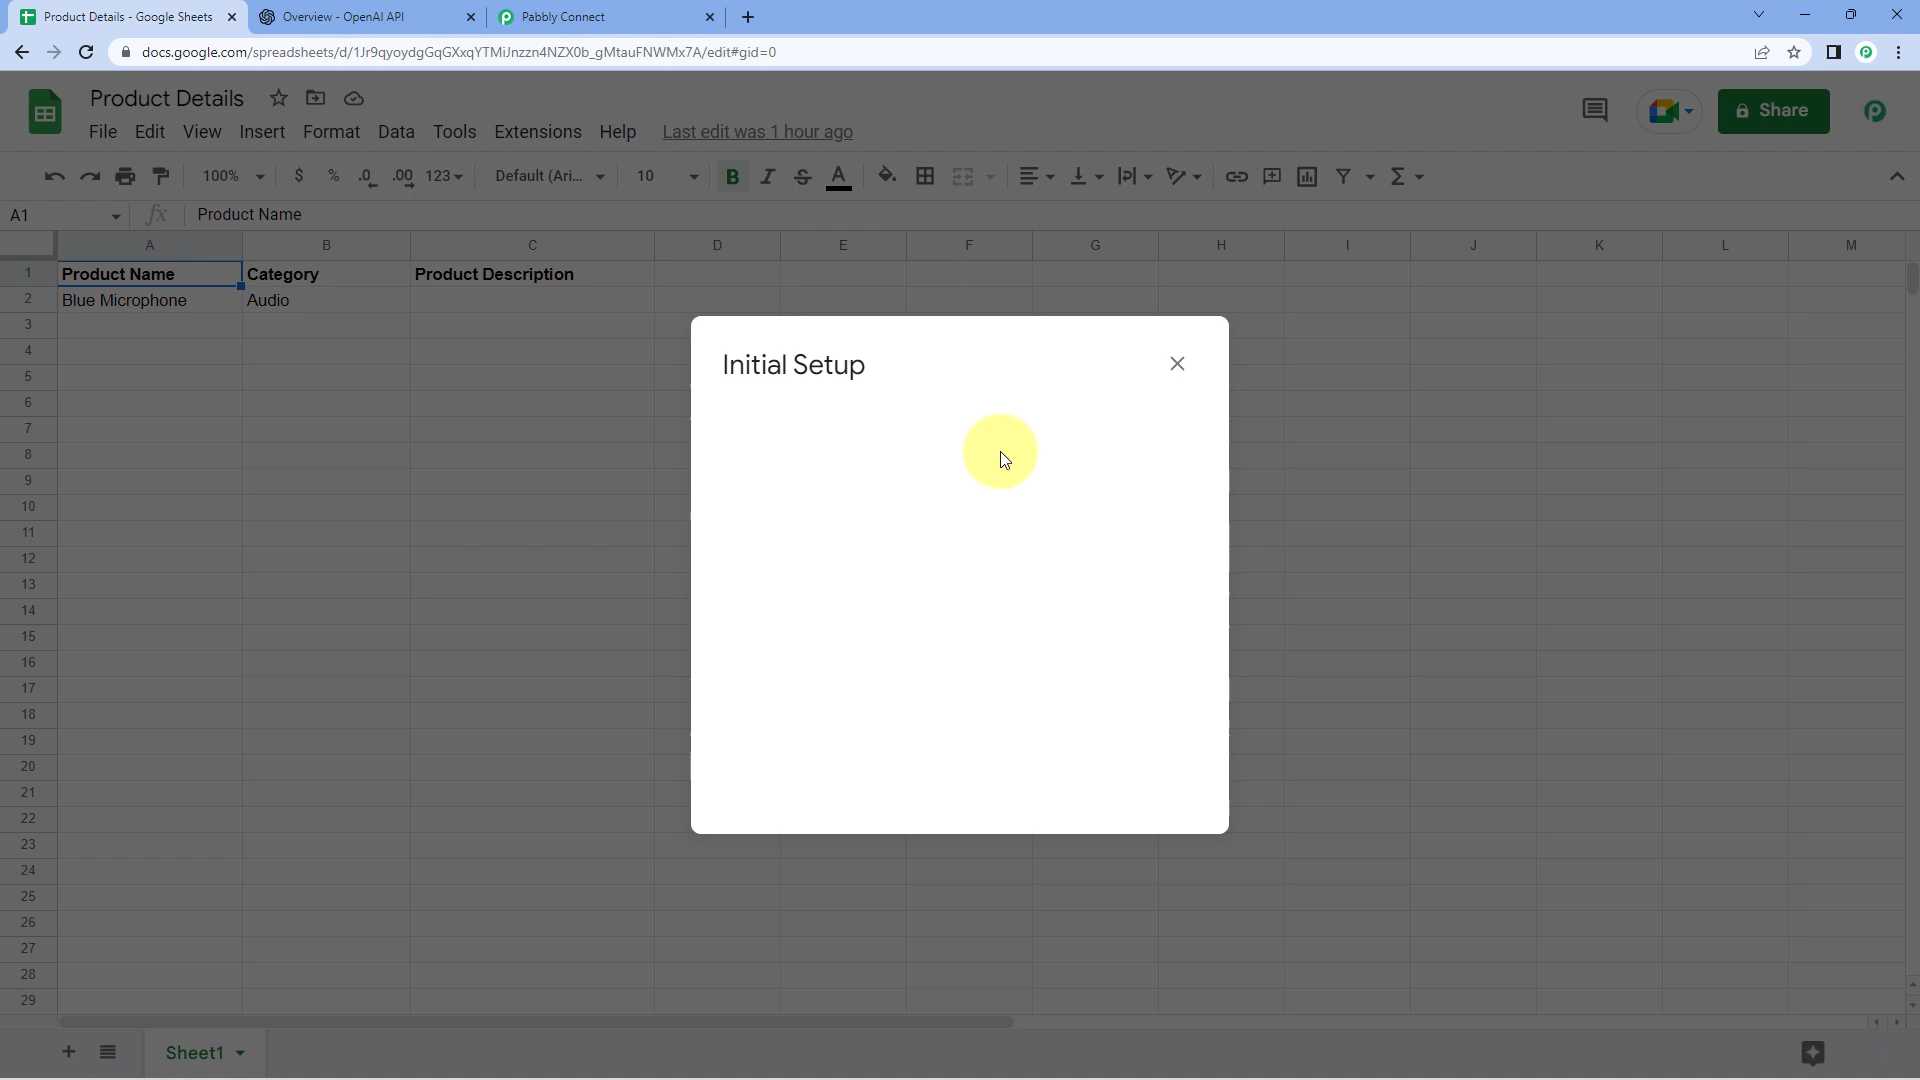 Product Details - Google Sheets
Overview - OpenAI API
Pabbly Connect
docs.google.com/spreadsheets/d/1Jr9qyoydgGqGXxqYTMiJnzzn4NZX0b_gMtauFNWMx7A/edit#gid=0
Product Details
File Edit View Insert Format Data Tools Extensions Help Last edit was 1 hour ago
Share
100% $ % .0 .00 123 Default (Ari... 10 B I S A
A1 fx Product Name
A B C D E F G H I J K L M
1 Product Name Category Product Description
2 Blue Microphone Audio
3
4
5
6
7
8
9
10
11
12
13
14
15
16
17
18
19
20
21
22
23
24
25
26
27
28
29
Initial Setup
Sheet1